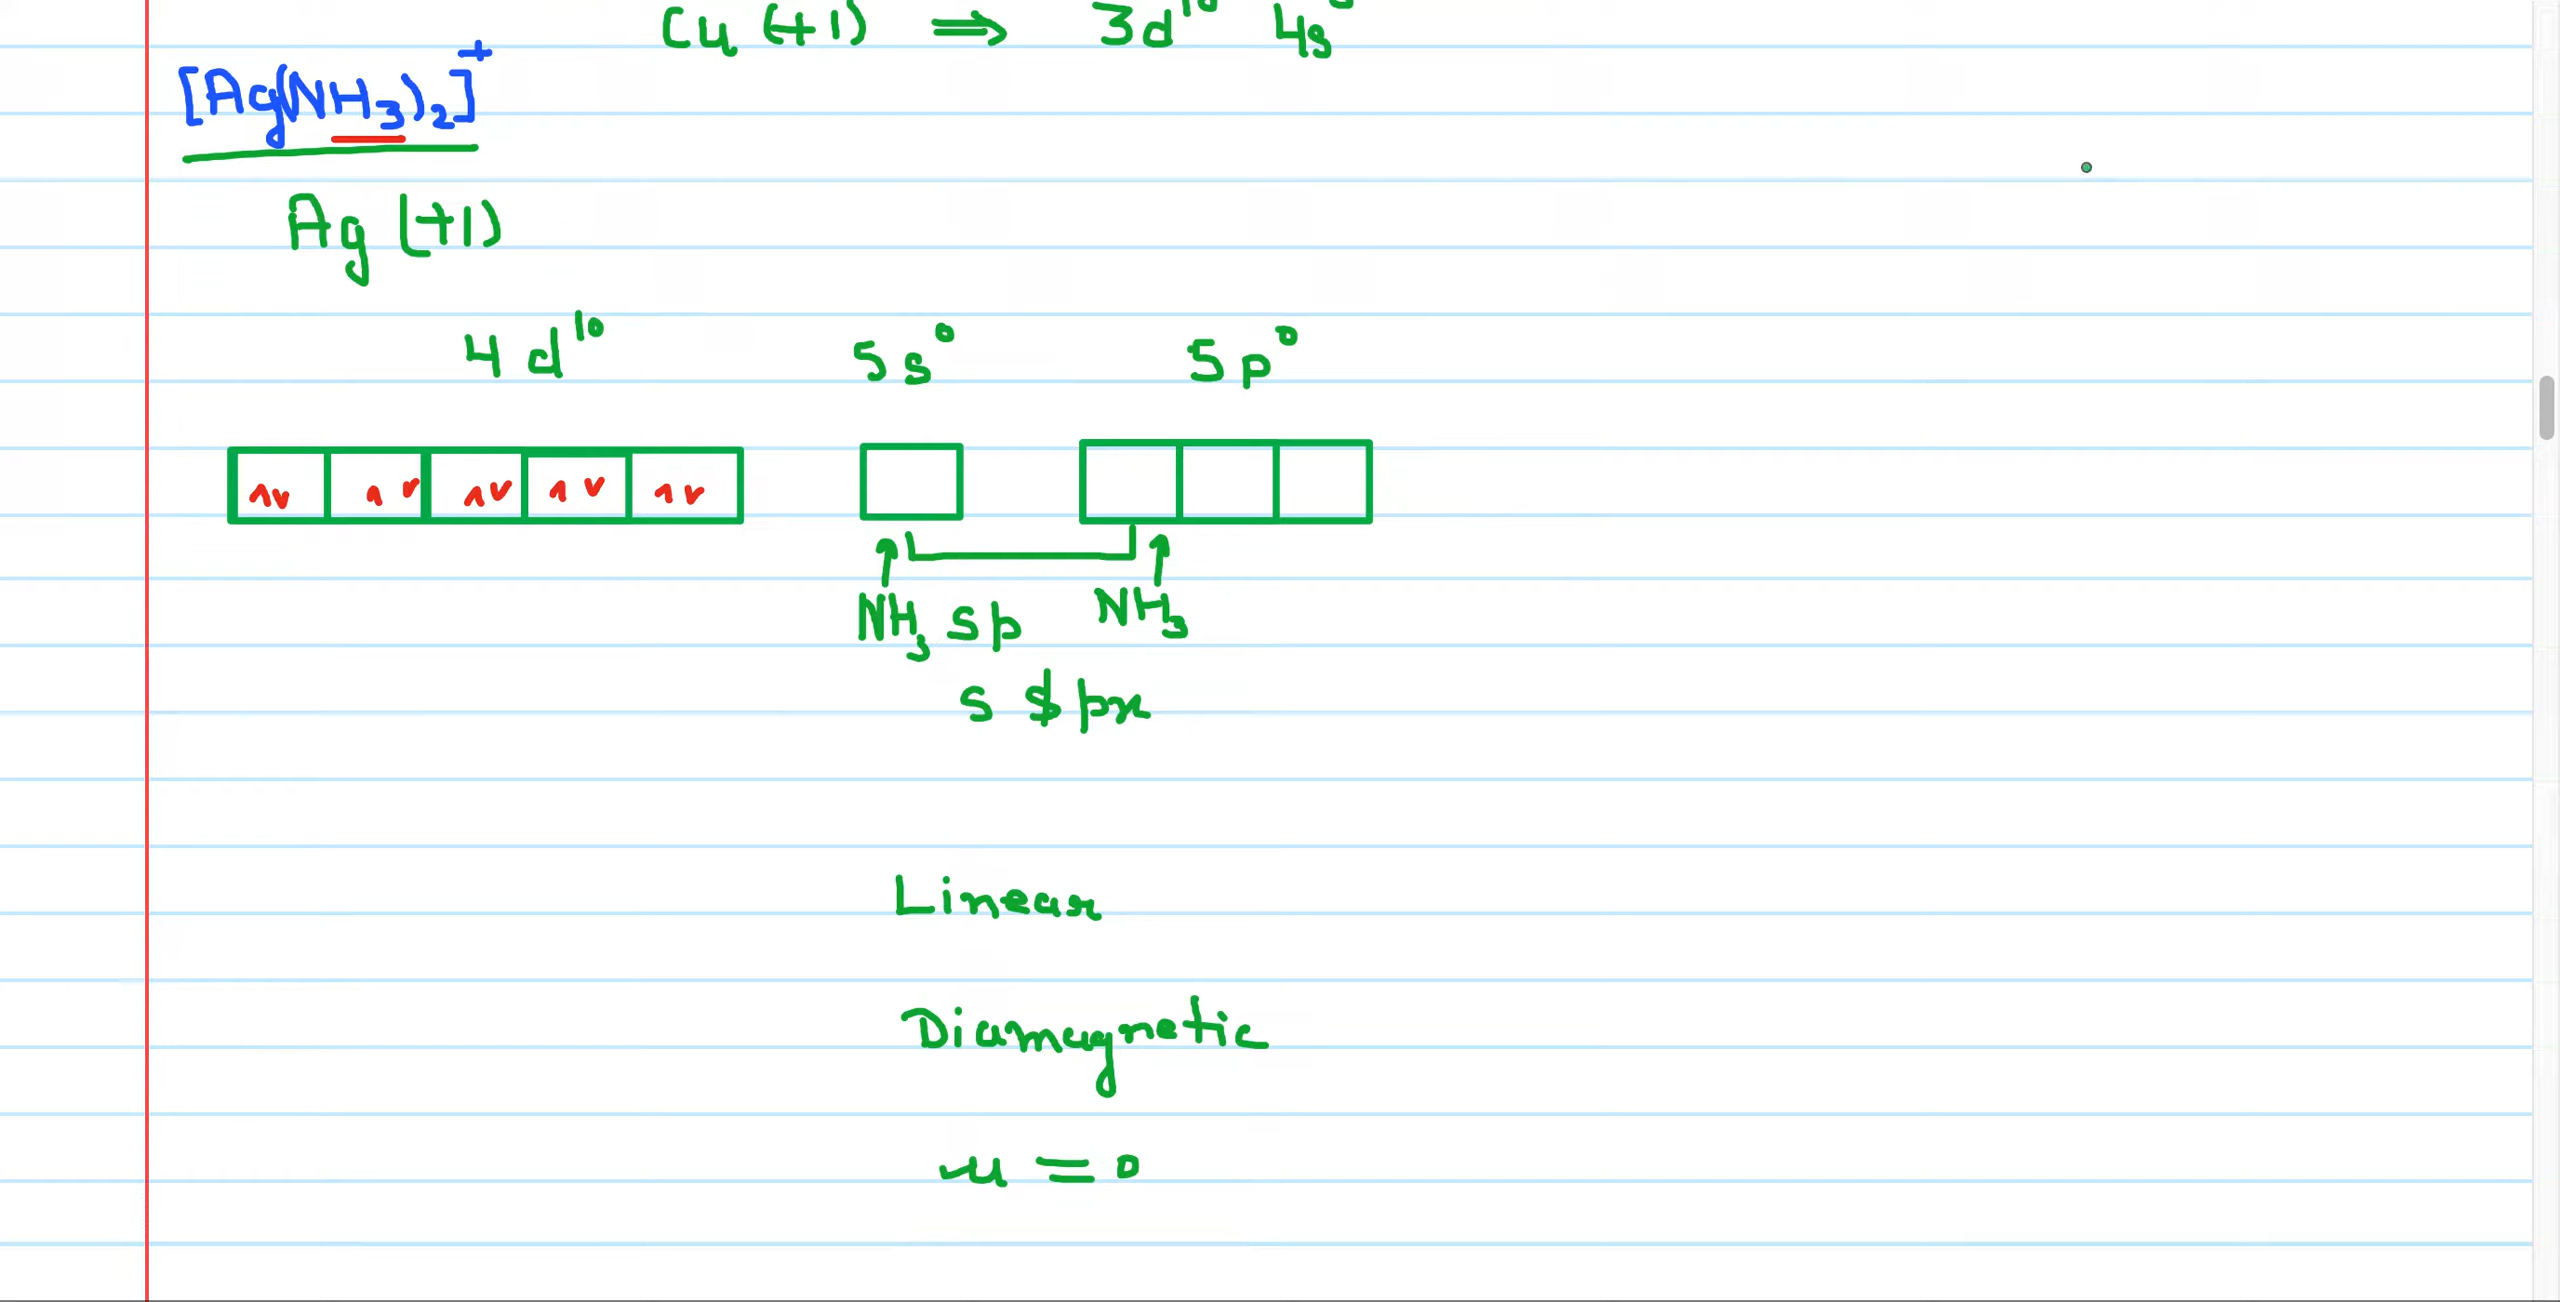 Cu (+1) ⟹ 3d¹⁰ 4s⁰
[Ag(NH₃)₂]⁺
Ag (+1)
4d¹⁰ 5s⁰ 5p⁰
NH₃ sp NH₃
s & px
Linear
Diamagnetic
μ = 0